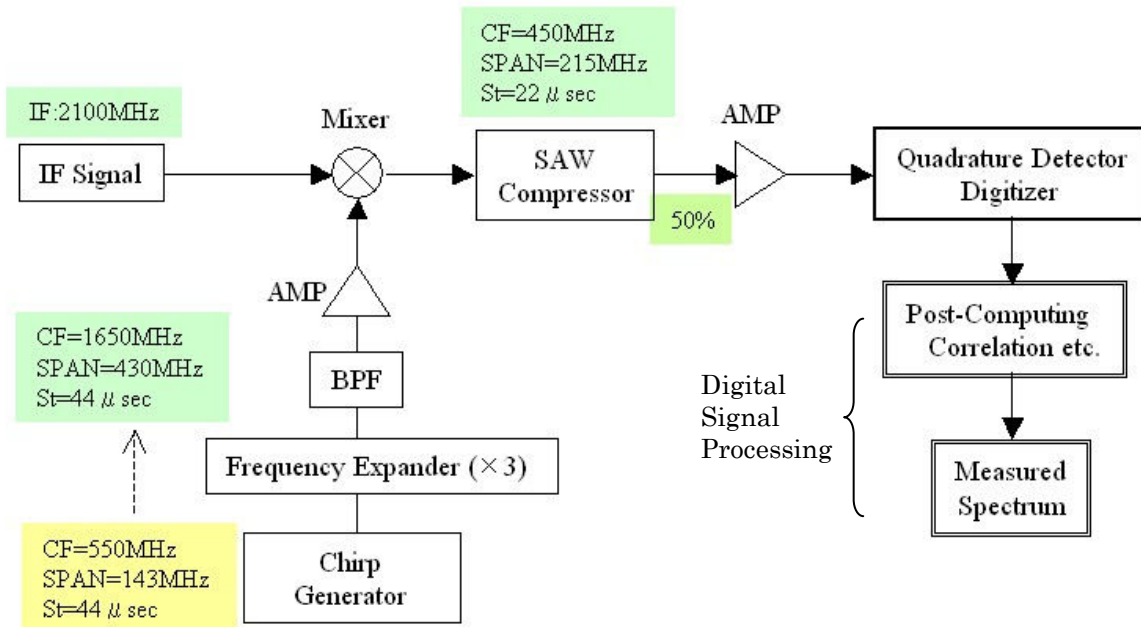 CF=450MHz
SPAN=215MHz
St=22 μ sec
IF:2100MHz
IF Signal
Mixer
SAW
Compressor
50%
AMP
Quadrature Detector
Digitizer
AMP
CF=1650MHz
SPAN=430MHz
St=44 μ sec
BPF
Frequency Expander (×3)
CF=550MHz
SPAN=143MHz
St=44 μ sec
Chirp
Generator
Post-Computing
Correlation etc.
Digital
Signal
Processing
Measured
Spectrum